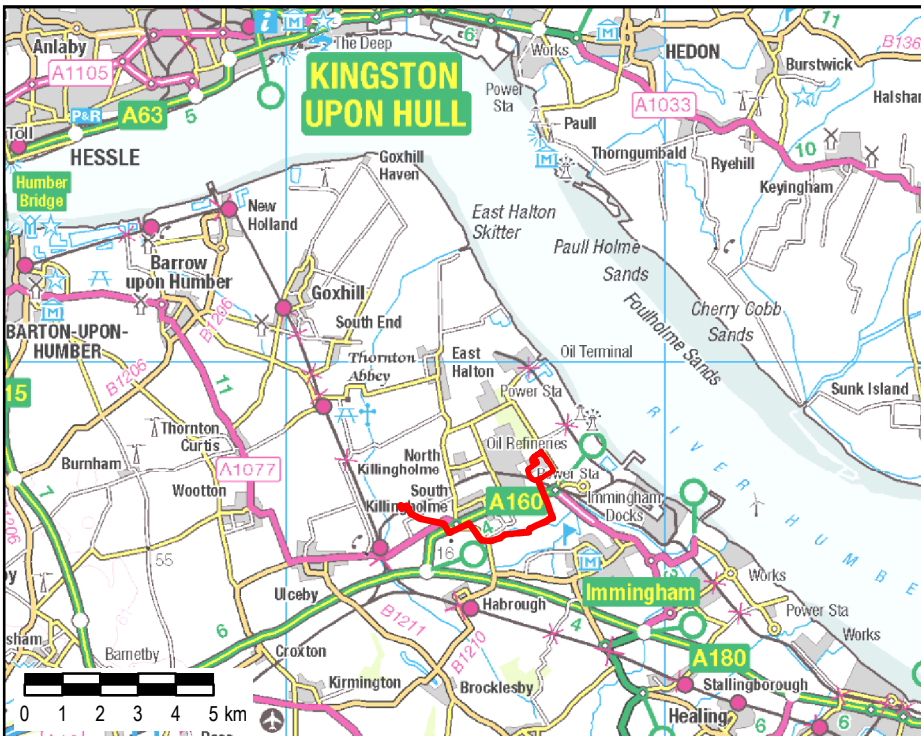 Anlaby
The Deep
6
Works
HEDON
11
B136
Burstwick
A1105
KINGSTON
UPON HULL
Power
Sta
A1033
Halsham
A63
5
P&R
Toll
HESSLE
Paull
Thorngumbald
Ryehill
10
Keyingham
Goxhill
Haven
Humber
Bridge
New
Holland
East Halton
Skitter
Paull Holme
Sands
Barrow
upon Humber
Goxhill
Foulholme Sands
Cherry Cobb
Sands
BARTON-UPON-
HUMBER
B1206
B1206
South End
Oil Terminal
11
Thornton
Abbey
East
Halton
Power Sta
Sunk Island
15
Thornton
Curtis
Oil Refineries
RIVER HUMBE
Burnham
A1077
North
Killingholme
Power Sta
7
Wootton
South
Killingholme
A160
4
Immingham
Docks
55
16
Ulceby
Habrough
Immingham
Works
Power Sta
Works
6
B1211
B1210
4
A180
Barnetby
Croxton
Kirmington
Brocklesby
Stallingborough
Healing
6
6
0 1 2 3 4 5 km